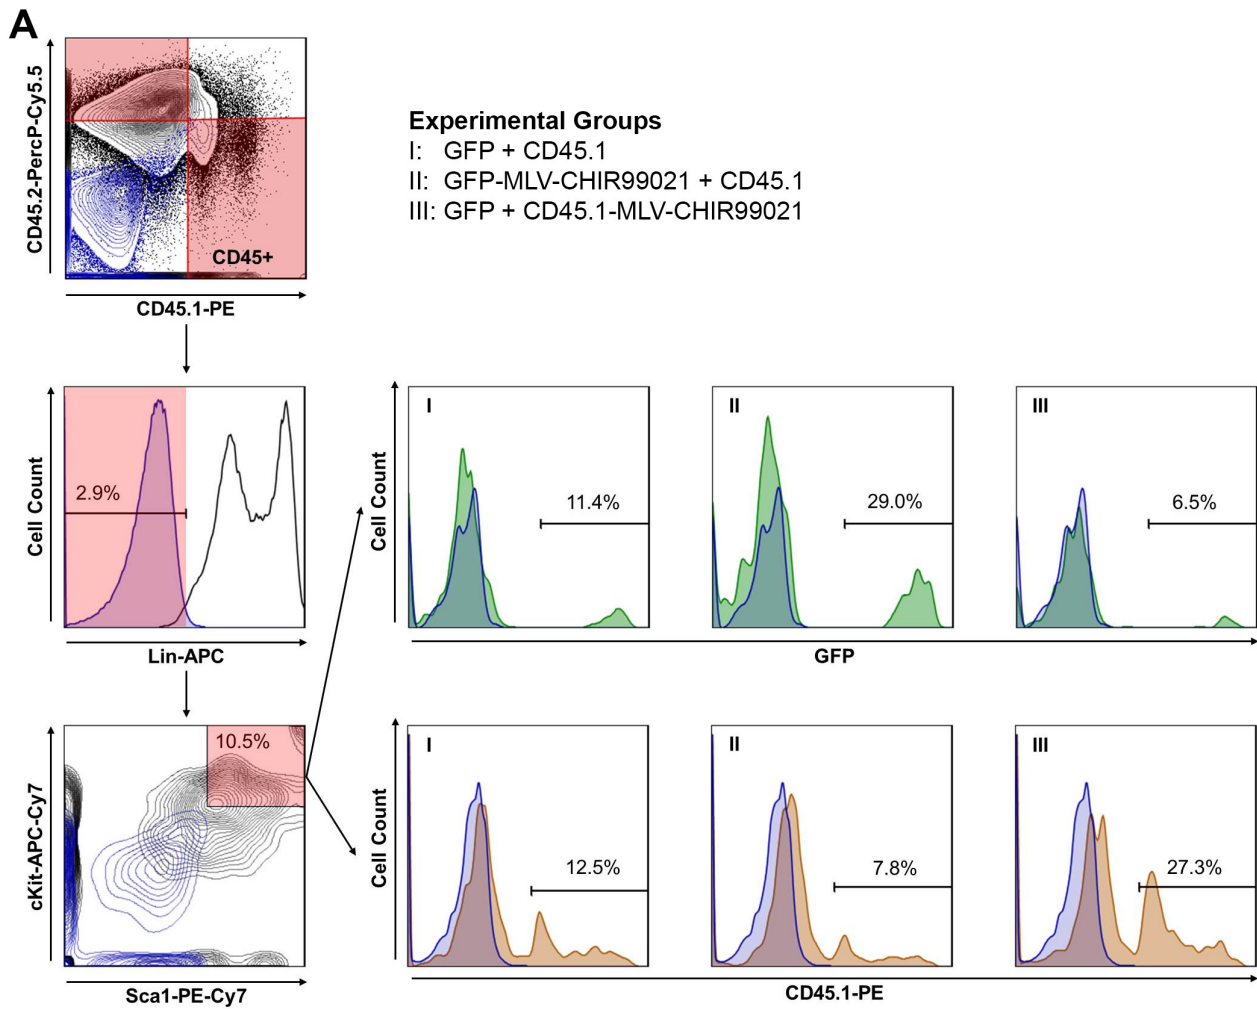 A
CD45.2-PercP-Cy5.5
CD45+
CD45.1-PE
Experimental Groups
I: GFP + CD45.1
II: GFP-MLV-CHIR99021 + CD45.1
III: GFP + CD45.1-MLV-CHIR99021
Cell Count
2.9%
Lin-APC
Cell Count
I
11.4%
II
29.0%
III
6.5%
GFP
cKit-APC-Cy7
10.5%
Sca1-PE-Cy7
Cell Count
I
12.5%
II
7.8%
III
27.3%
CD45.1-PE